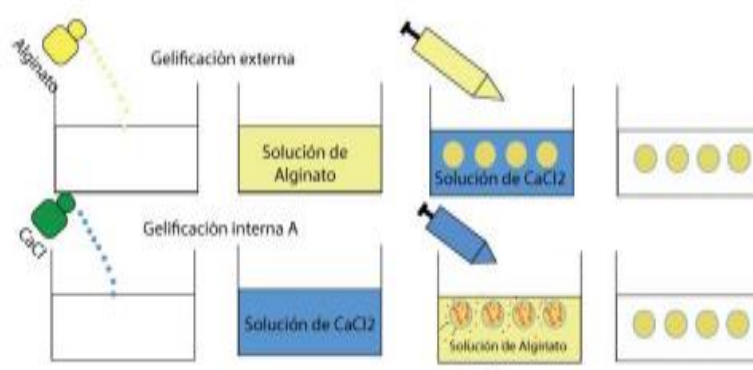 Alginato
Gelificación externa
Solución de
Alginato
Solución de CaCl2
CaCl
Gelificación interna A
Solución de CaCl2
Solución de Alginato